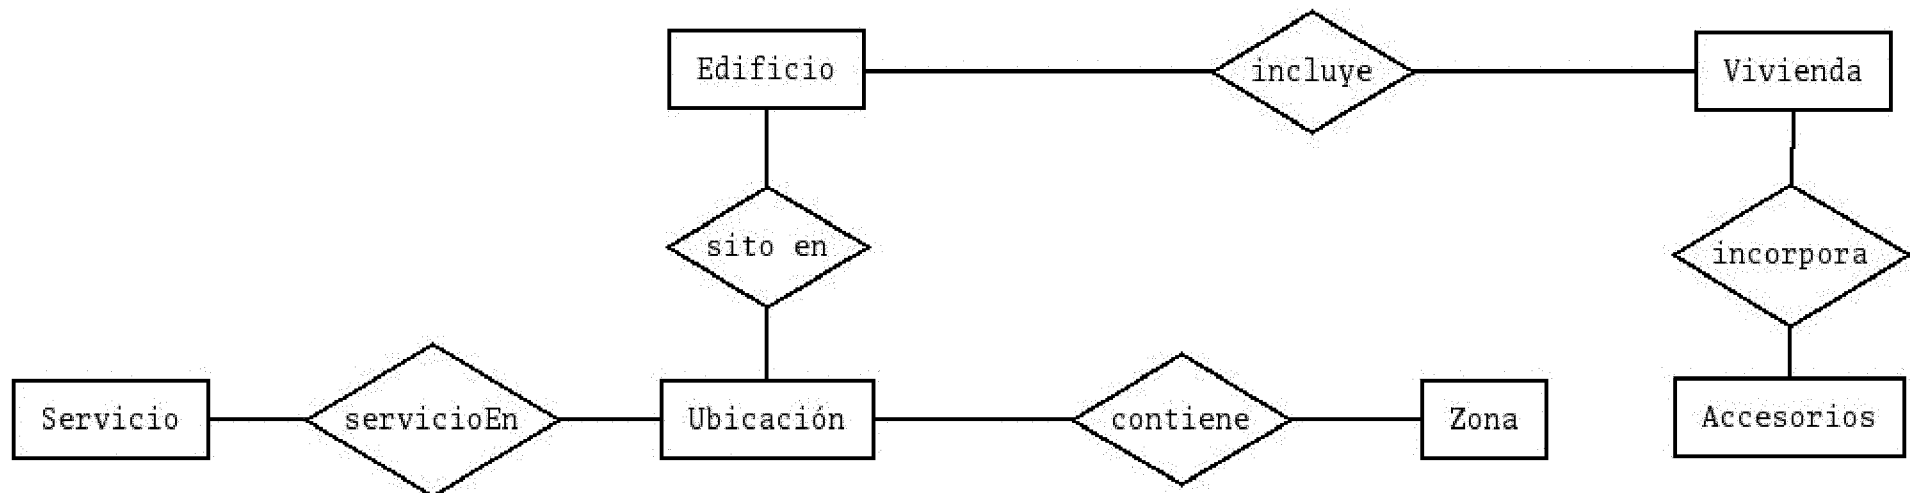 Edificio
incluye
Vivienda
sito en
incorpora
Servicio
servicioEn
Ubicación
contiene
Zona
Accesorios